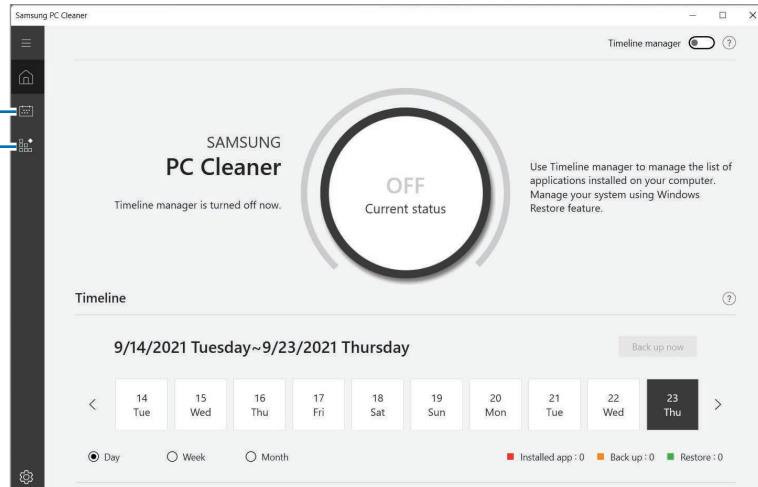 Samsung PC Cleaner
Timeline manager
?
SAMSUNG
PC Cleaner
Timeline manager is turned off now.
OFF
Current status
Use Timeline manager to manage the list of
applications installed on your computer.
Manage your system using Windows
Restore feature.
Timeline
?
9/14/2021 Tuesday~9/23/2021 Thursday
Back up now
14 15 16 17 18 19 20 21 22 23
Tue Wed Thu Fri Sat Sun Mon Tue Wed Thu
Day Week Month
Installed app : 0 Back up : 0 Restore : 0